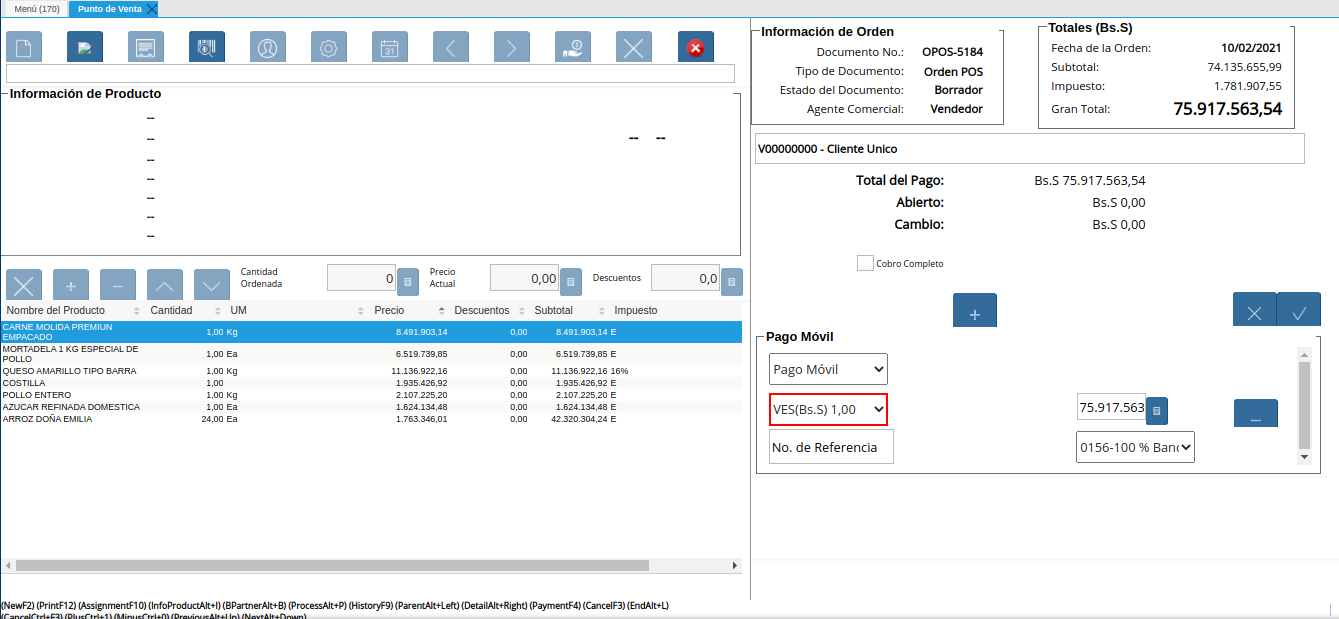 Menú (170) Punto de Venta
31
Información de Producto
--
-- -- --
--
--
--
--
--
Cantidad Ordenada 0 Precio Actual 0,00 Descuentos 0,0
Nombre del Producto Cantidad UM Precio Descuentos Subtotal Impuesto
CARNE MOLIDA PREMIUN EMPACADO 1,00 Kg 8.491.903,14 0,00 8.491.903,14 E
MORTADELA 1 KG ESPECIAL DE POLLO 1,00 Ea 6.519.739,85 0,00 6.519.739,85 E
QUESO AMARILLO TIPO BARRA 1,00 Kg 11.136.922,16 0,00 11.136.922,16 16%
COSTILLA 1,00 1.935.426,92 0,00 1.935.426,92 E
POLLO ENTERO 1,00 Kg 2.107.225,20 0,00 2.107.225,20 E
AZUCAR REFINADA DOMESTICA 1,00 Ea 1.624.134,48 0,00 1.624.134,48 E
ARROZ DOÑA EMILIA 24,00 Ea 1.763.346,01 0,00 42.320.304,24 E
(NewF2) (PrintF12) (AssignmentF10) (InfoProductAlt+I) (BPartnerAlt+B) (ProcessAlt+P) (HistoryF9) (ParentAlt+Left) (DetailAlt+Right) (PaymentF4) (CancelF3) (EndAlt+L)
(CancelCtrl+F3) (PlusCtrl+1) (MinusCtrl+0) (PreviousAlt+Up) (NextAlt+Down)
Información de Orden
Documento No.: OPOS-5184
Tipo de Documento: Orden POS
Estado del Documento: Borrador
Agente Comercial: Vendedor
Totales (Bs.S)
Fecha de la Orden: 10/02/2021
Subtotal: 74.135.655,99
Impuesto: 1.781.907,55
Gran Total: 75.917.563,54
V00000000 - Cliente Unico
Total del Pago: Bs.S 75.917.563,54
Abierto: Bs.S 0,00
Cambio: Bs.S 0,00
Cobro Completo
Pago Móvil
Pago Móvil
VES(Bs.S) 1,00 75.917.563
No. de Referencia 0156-100 % Banc